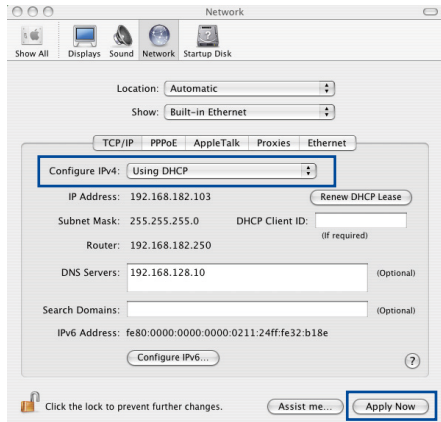 Network
Show All Displays Sound Network Startup Disk
Location: Automatic
Show: Built-in Ethernet
TCP/IP PPPoE AppleTalk Proxies Ethernet
Configure IPv4: Using DHCP
IP Address: 192.168.182.103 Renew DHCP Lease
Subnet Mask: 255.255.255.0 DHCP Client ID:
(If required)
Router: 192.168.182.250
DNS Servers: 192.168.128.10 (Optional)
Search Domains: (Optional)
IPv6 Address: fe80:0000:0000:0000:0211:24ff:fe32:b18e
Configure IPv6... ?
Click the lock to prevent further changes. Assist me... Apply Now